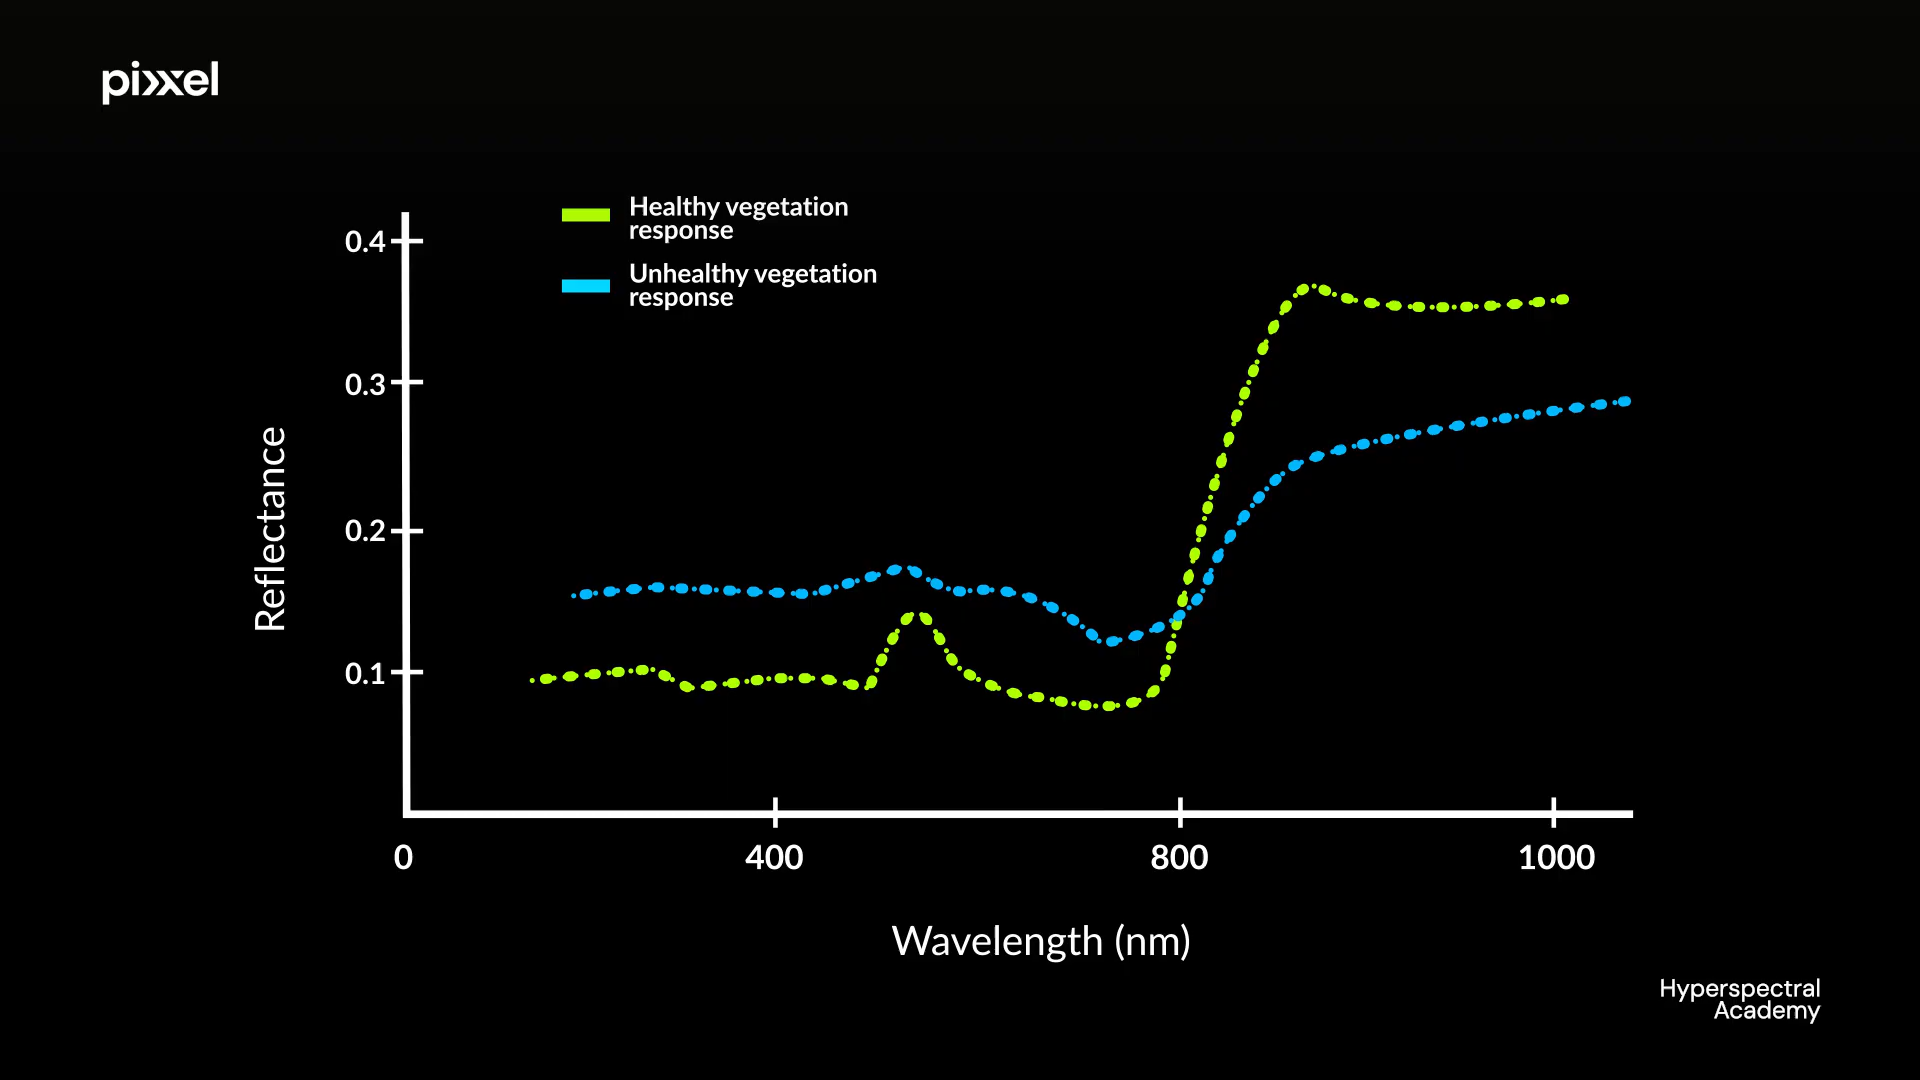 pixxel
Healthy vegetation
response
Unhealthy vegetation
response
0.4
0.3
0.2
0.1
Reflectance
0
400
800
1000
Wavelength (nm)
Hyperspectral
Academy